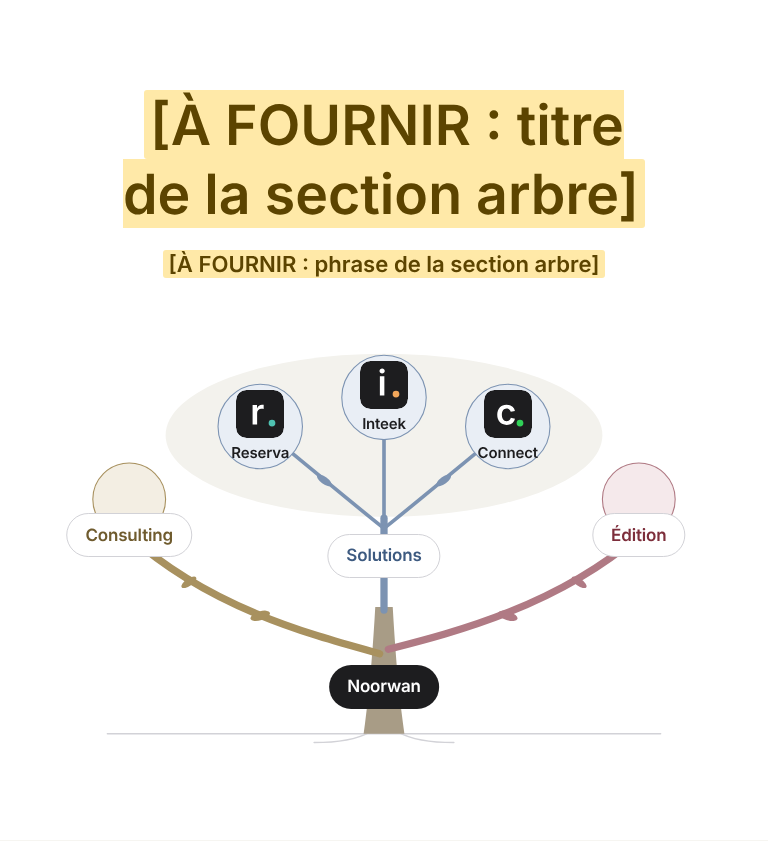 [À FOURNIR : titre
de la section arbre]
[À FOURNIR : phrase de la section arbre]
i.
Inteek
r.
Reserva
c.
Connect
Consulting
Édition
Solutions
Noorwan